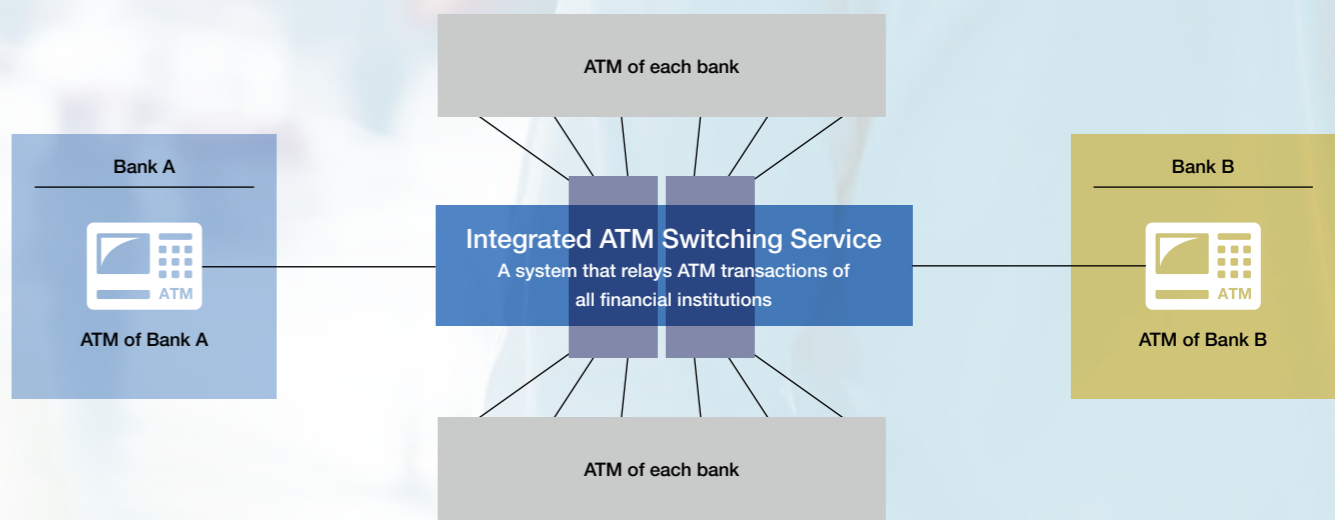 ATM of each bank
Bank A
ATM
ATM of Bank A
Integrated ATM Switching Service
A system that relays ATM transactions of
all financial institutions
Bank B
ATM
ATM of Bank B
ATM of each bank